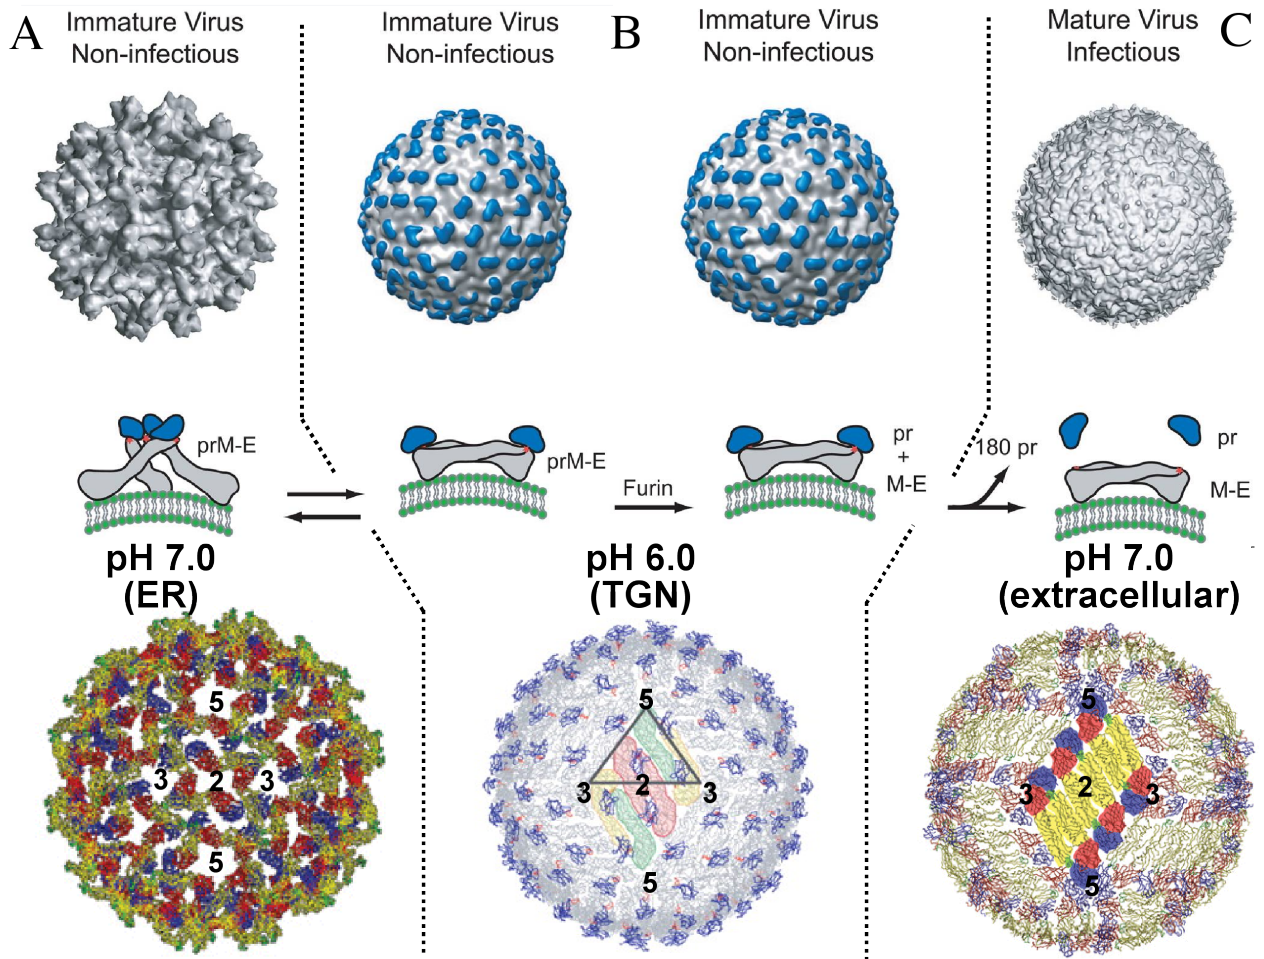 A
Immature Virus
Non-infectious
Immature Virus
Non-infectious
B
Immature Virus
Non-infectious
Mature Virus
Infectious
C
prM-E
prM-E
Furin
pr
+
M-E
180 pr
pr
M-E
pH 7.0
(ER)
pH 6.0
(TGN)
pH 7.0
(extracellular)
5
3
2
3
5
5
3
2
3
5
5
3
2
3
5